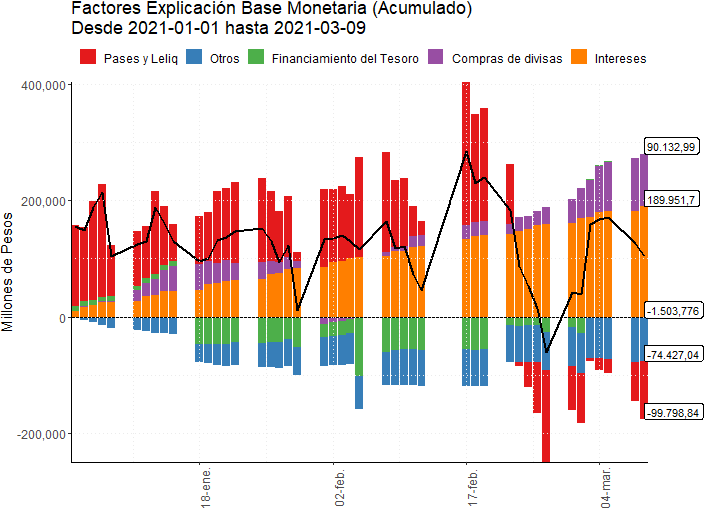 Factores Explicación Base Monetaria (Acumulado)
Desde 2021-01-01 hasta 2021-03-09
Pases y Leliq Otros Financiamiento del Tesoro Compras de divisas Intereses
Millones de Pesos
400,000
200,000
0
-200,000
90.132,99
189.951,7
-1.503,776
-74.427,04
-99.798,84
18-ene.
02-feb.
17-feb.
04-mar.